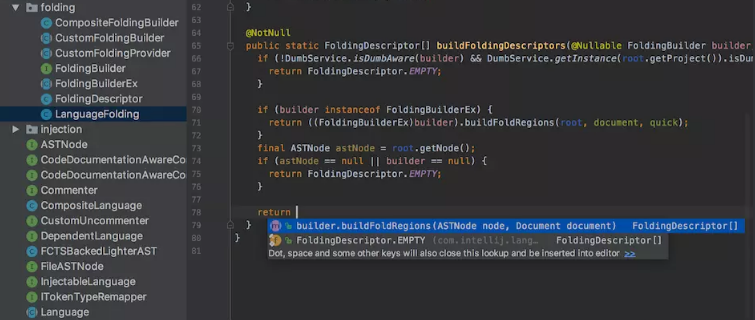 folding
CompositeFoldingBuilder
CustomFoldingBuilder
CustomFoldingProvider
FoldingBuilder
FoldingBuilderEx
FoldingDescriptor
LanguageFolding
injection
ASTNode
CodeDocumentationAwareCo
CodeDocumentationAwareCo
Commenter
CompositeLanguage
CustomUncommenter
DependentLanguage
FCTSBackedLighterAST
FileASTNode
InjectableLanguage
ITokenTypeRemapper
Language
62 }
63
64 @NotNull
65 public static FoldingDescriptor[] buildFoldingDescriptors(@Nullable FoldingBuilder builder
66 if (!DumbService.isDumbAware(builder) && DumbService.getInstance(root.getProject()).isDum
67 return FoldingDescriptor.EMPTY;
68 }
69
70 if (builder instanceof FoldingBuilderEx) {
71 return ((FoldingBuilderEx)builder).buildFoldRegions(root, document, quick);
72 }
73 final ASTNode astNode = root.getNode();
74 if (astNode == null || builder == null) {
75 return FoldingDescriptor.EMPTY;
76 }
77
78 return
m builder.buildFoldRegions(ASTNode node, Document document) FoldingDescriptor[]
79 }
f FoldingDescriptor.EMPTY (com.intellij.lang… FoldingDescriptor[]
80 }
Dot, space and some other keys will also close this lookup and be inserted into editor >>
81